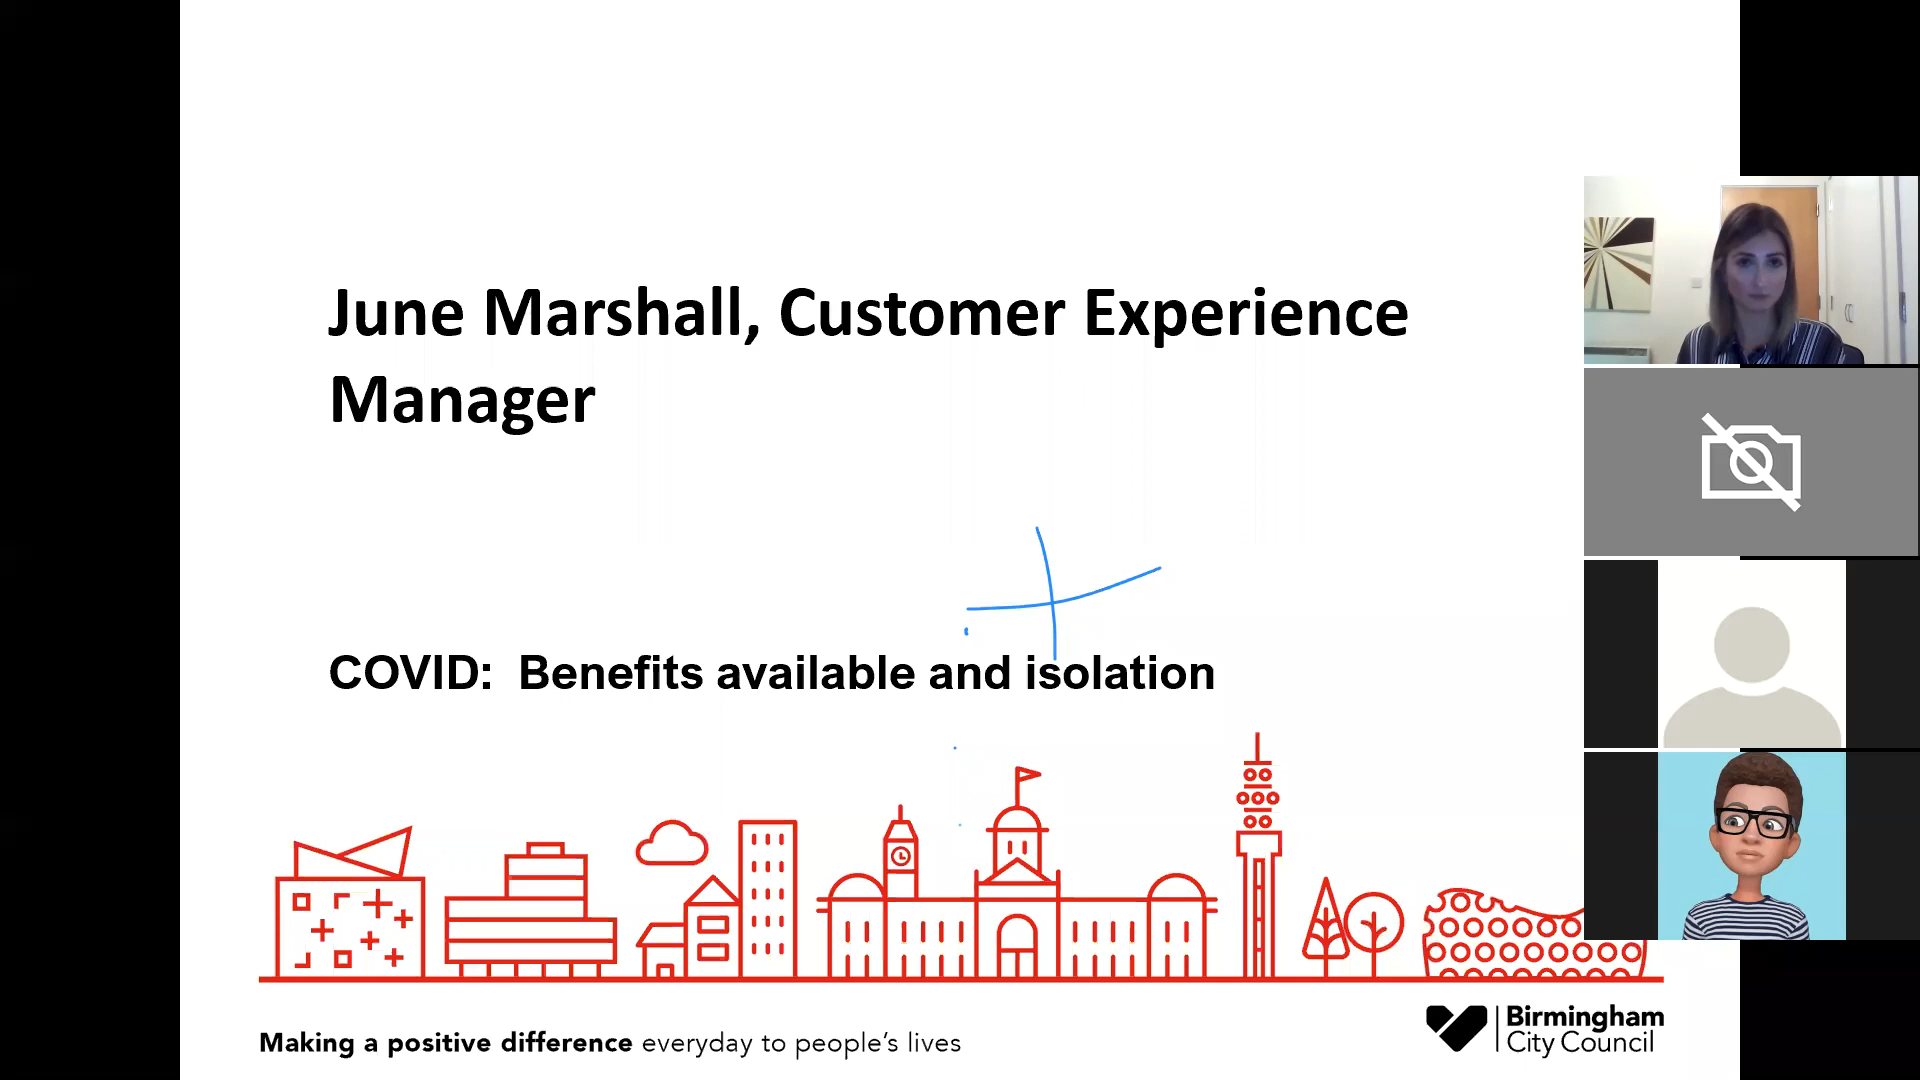 June Marshall, Customer Experience
Manager
COVID:  Benefits available and isolation
Making a positive difference everyday to people's lives
Birmingham
City Council